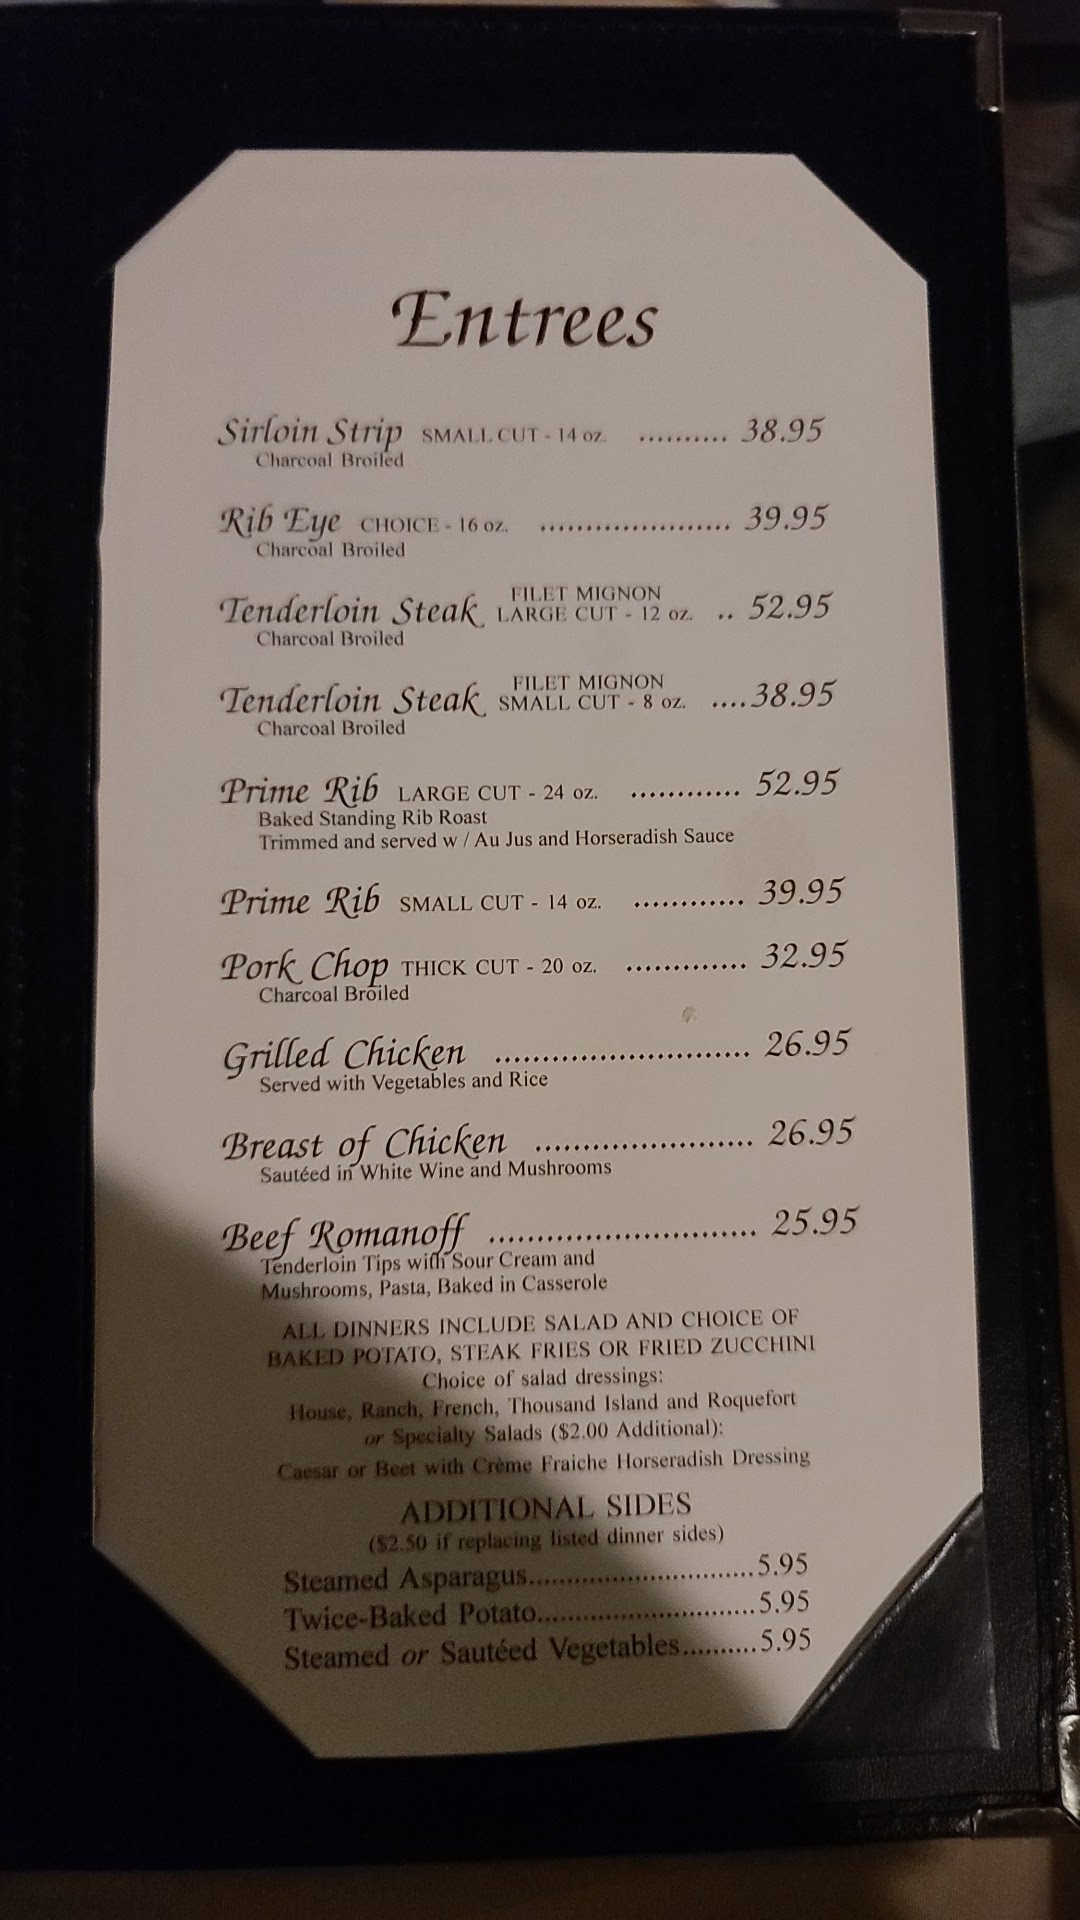 Entrees
Sirloin Strip SMALL CUT - 14 oz. .......... 38.95
Charcoal Broiled
Rib Eye CHOICE - 16 oz. ..................... 39.95
Charcoal Broiled
Tenderloin Steak FILET MIGNON
LARGE CUT - 12 oz. .. 52.95
Charcoal Broiled
Tenderloin Steak FILET MIGNON
SMALL CUT - 8 oz. ....38.95
Charcoal Broiled
Prime Rib LARGE CUT - 24 oz. ............ 52.95
Baked Standing Rib Roast
Trimmed and served w / Au Jus and Horseradish Sauce
Prime Rib SMALL CUT - 14 oz. ............ 39.95
Pork Chop THICK CUT - 20 oz. ............. 32.95
Charcoal Broiled
Grilled Chicken ............................ 26.95
Served with Vegetables and Rice
Breast of Chicken ........................ 26.95
Sautéed in White Wine and Mushrooms
Beef Romanoff ............................. 25.95
Tenderloin Tips with Sour Cream and
Mushrooms, Pasta, Baked in Casserole
ALL DINNERS INCLUDE SALAD AND CHOICE OF
BAKED POTATO, STEAK FRIES OR FRIED ZUCCHINI
Choice of salad dressings:
House, Ranch, French, Thousand Island and Roquefort
or Specialty Salads ($2.00 Additional):
Caesar or Beet with Crème Fraiche Horseradish Dressing
ADDITIONAL SIDES
($2.50 if replacing listed dinner sides)
Steamed Asparagus.............................5.95
Twice-Baked Potato............................5.95
Steamed or Sautéed Vegetables..........5.95